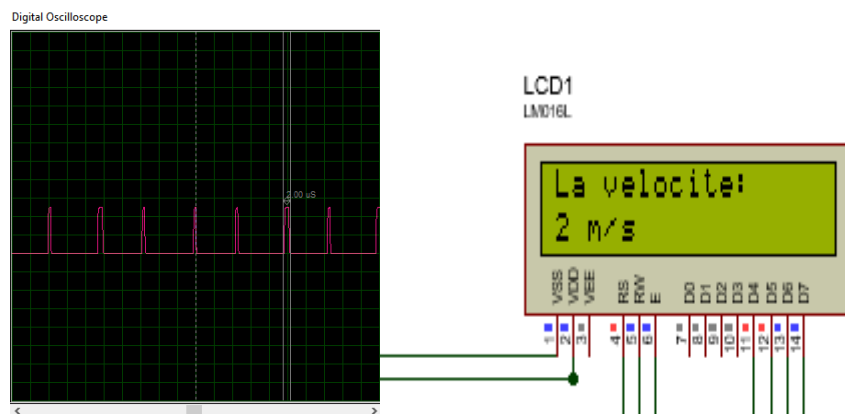 Digital Oscilloscope
2.00 uS
LCD1
LM016L
La velocite:
2 m/s
VSS VDD VEE RS RW E D0 D1 D2 D3 D4 D5 D6 D7
1 2 3 4 5 6 7 8 9 10 11 12 13 14